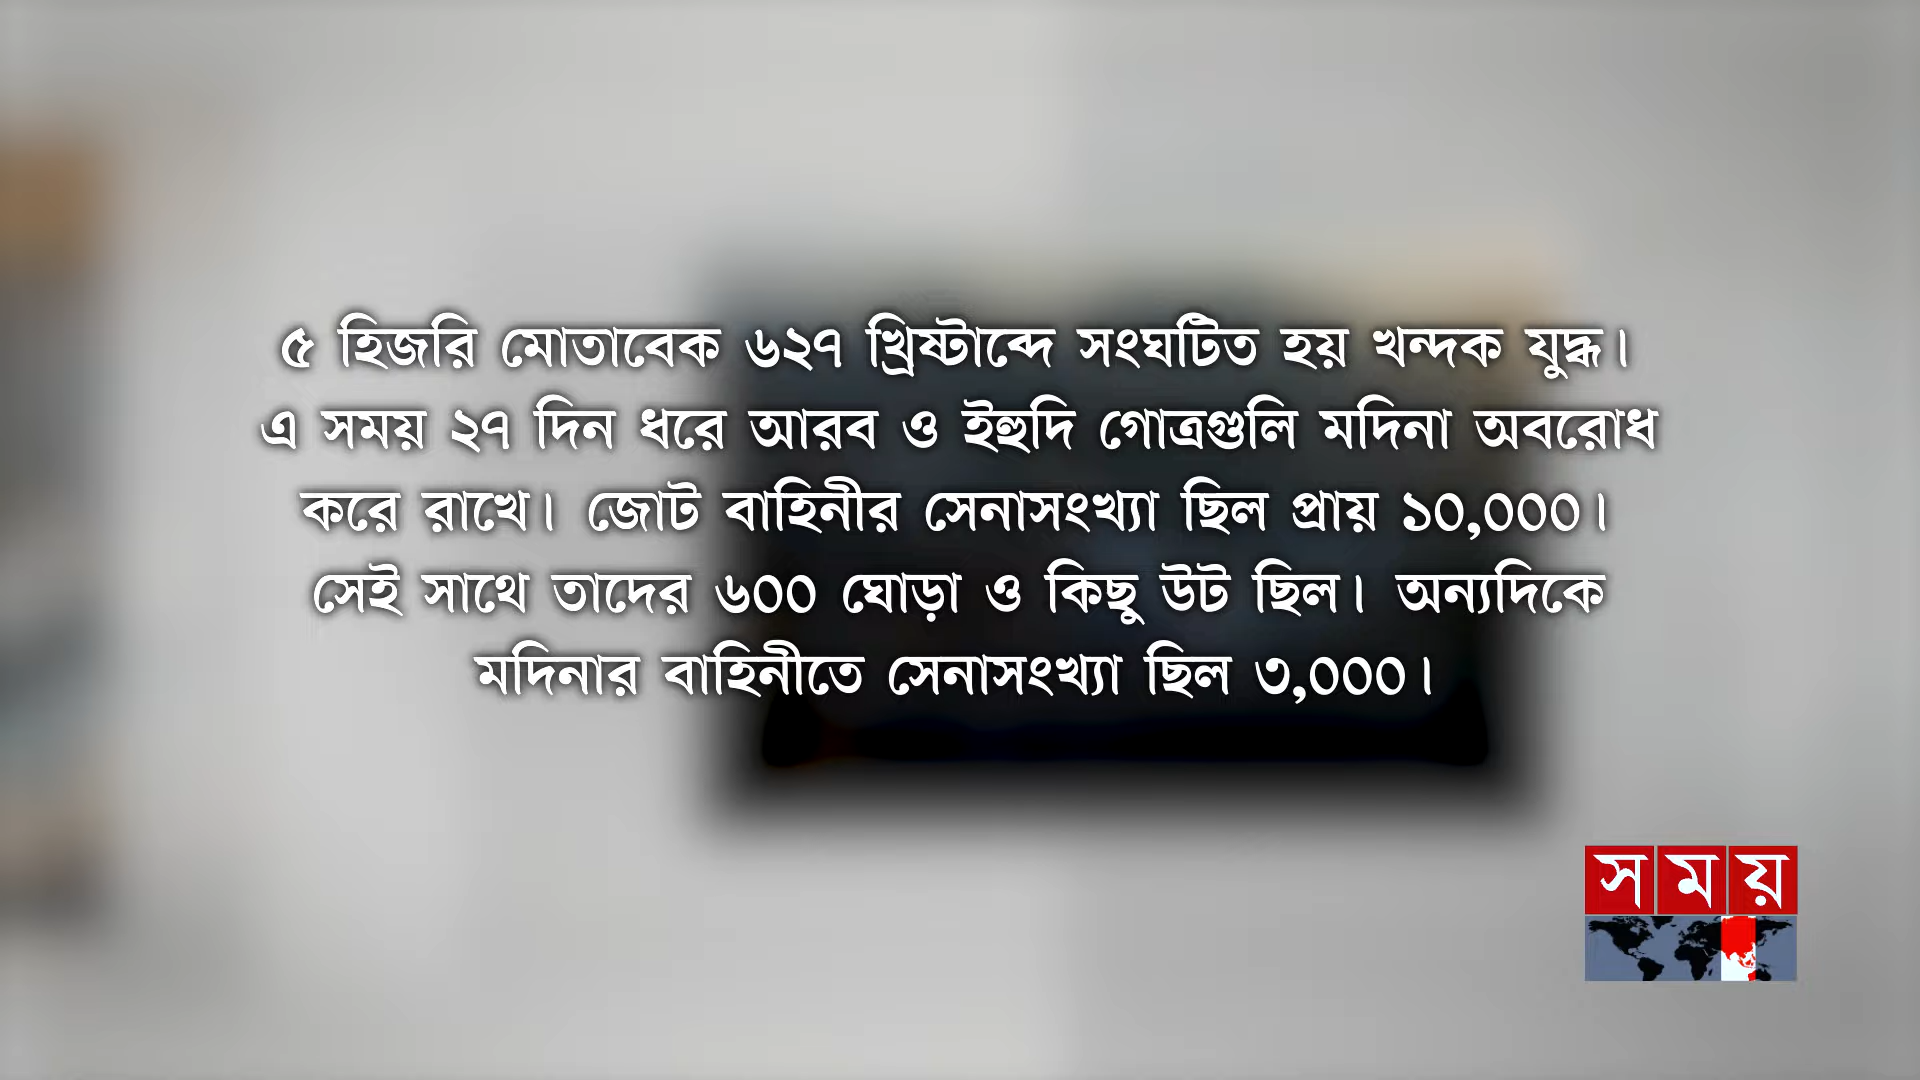 ৫ হিজরি মোতাবেক ৬২৭ খ্রিষ্টাব্দে সংঘটিত হয় খন্দক যুদ্ধ।
এ সময় ২৭ দিন ধরে আরব ও ইহুদি গোত্রগুলি মদিনা অবরোধ
করে রাখে। জোট বাহিনীর সেনাসংখ্যা ছিল প্রায় ১০,০০০।
সেই সাথে তাদের ৬০০ ঘোড়া ও কিছু উট ছিল। অন্যদিকে
মদিনার বাহিনীতে সেনাসংখ্যা ছিল ৩,০০০।
সময়